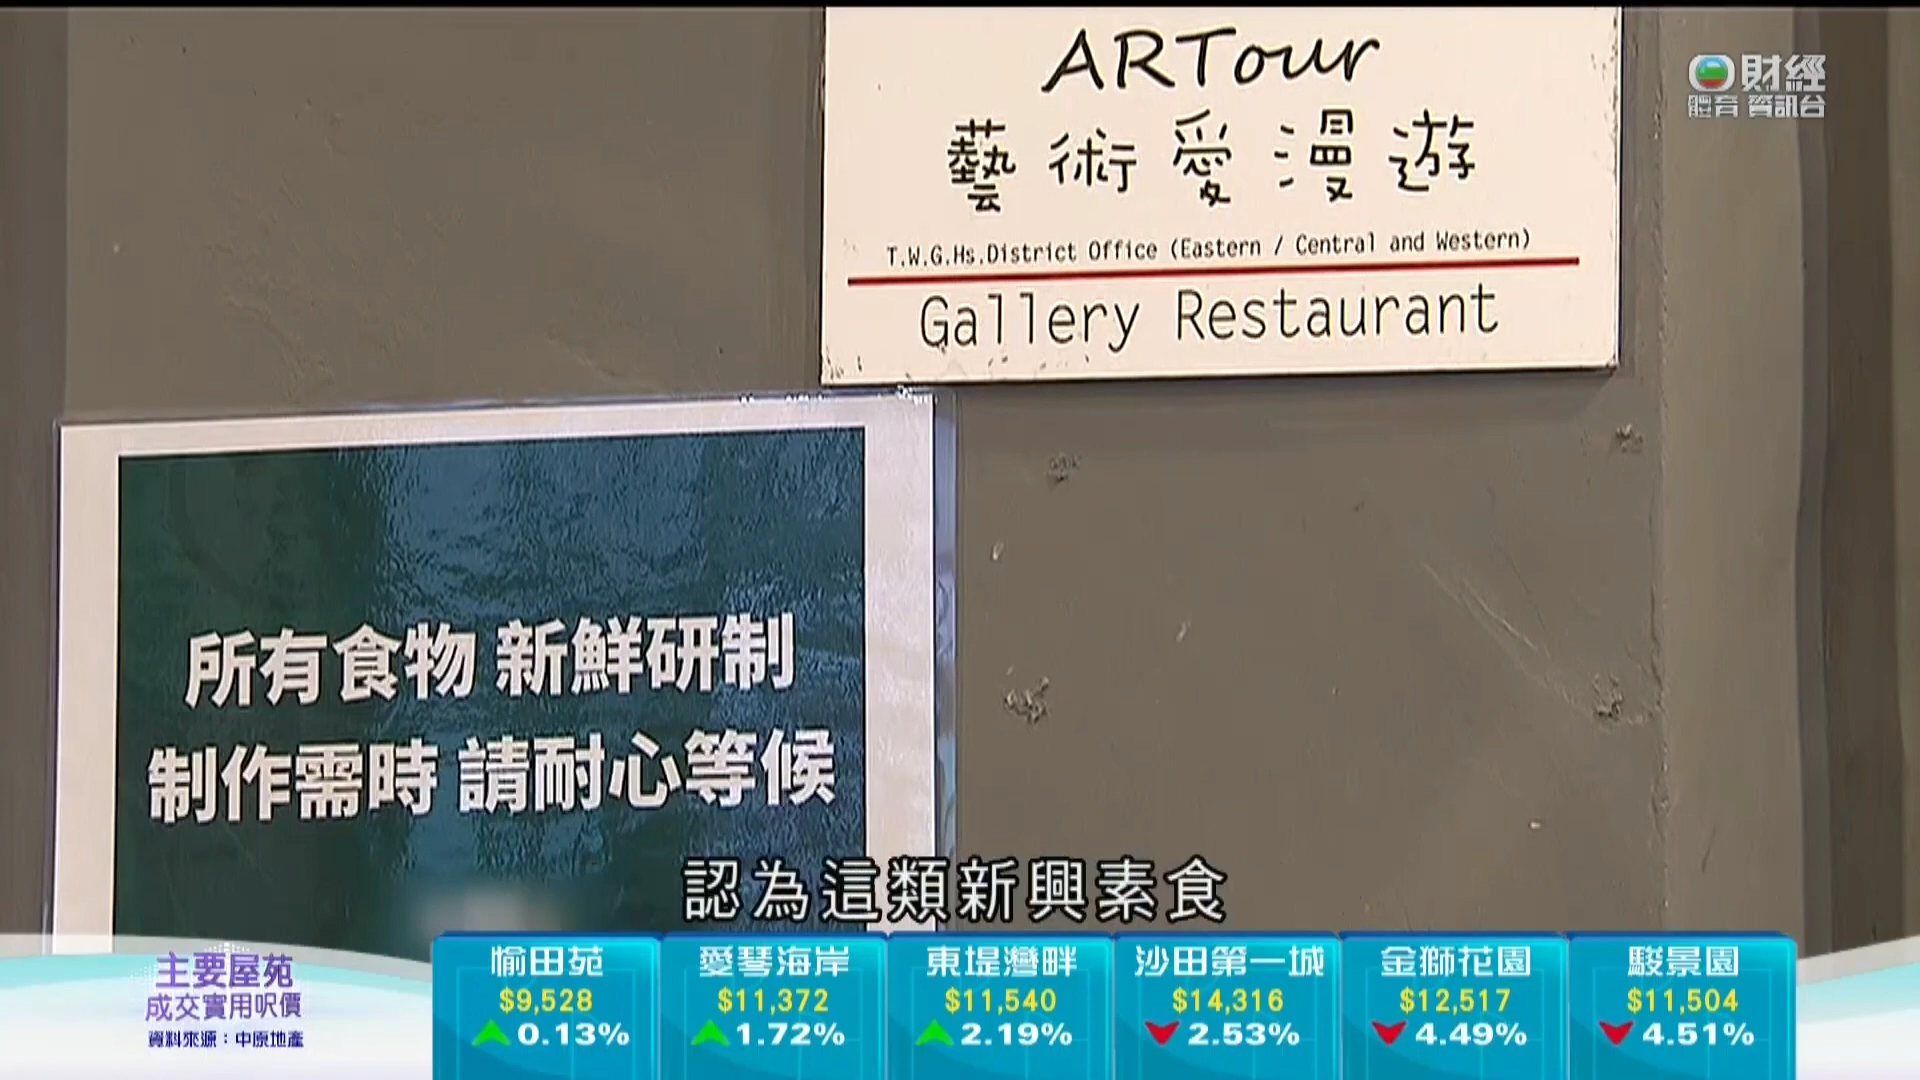 ARTour
藝術愛漫遊
T.W.G.Hs.District Office (Eastern / Central and Western)
Gallery Restaurant
財經
體育 資訊台
所有食物 新鮮研制
制作需時 請耐心等候
認為這類新興素食
主要屋苑
成交實用呎價
資料來源：中原地產
愉田苑
$9,528
0.13%
愛琴海岸
$11,372
1.72%
東堤灣畔
$11,540
2.19%
沙田第一城
$14,316
2.53%
金獅花園
$12,517
4.49%
駿景園
$11,504
4.51%